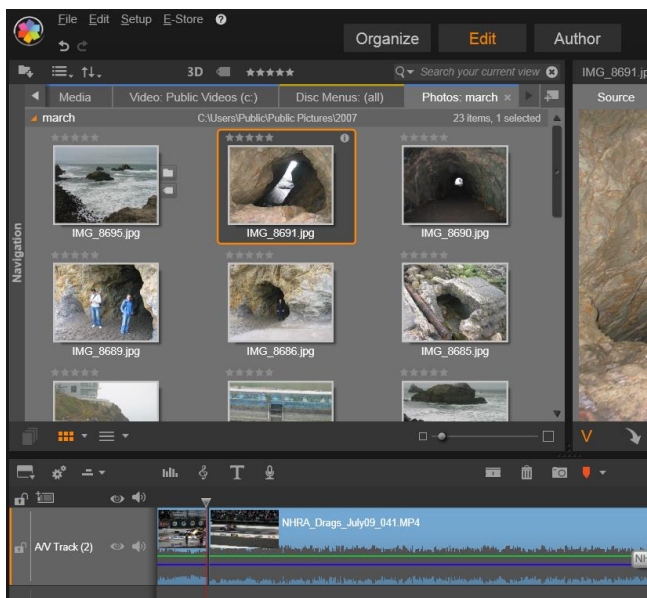 File Edit Setup E-Store ?
Organize Edit Author
3D Search your current view IMG_8691.jp
Media Video: Public Videos (c:) Disc Menus: (all) Photos: march × Source
march C:\Users\Public\Public Pictures\2007 23 items, 1 selected
IMG_8695.jpg IMG_8691.jpg IMG_8690.jpg
Navigation
IMG_8689.jpg IMG_8686.jpg IMG_8685.jpg
V
T
NHRA_Drags_July09_041.MP4
A/V Track (2)
NH